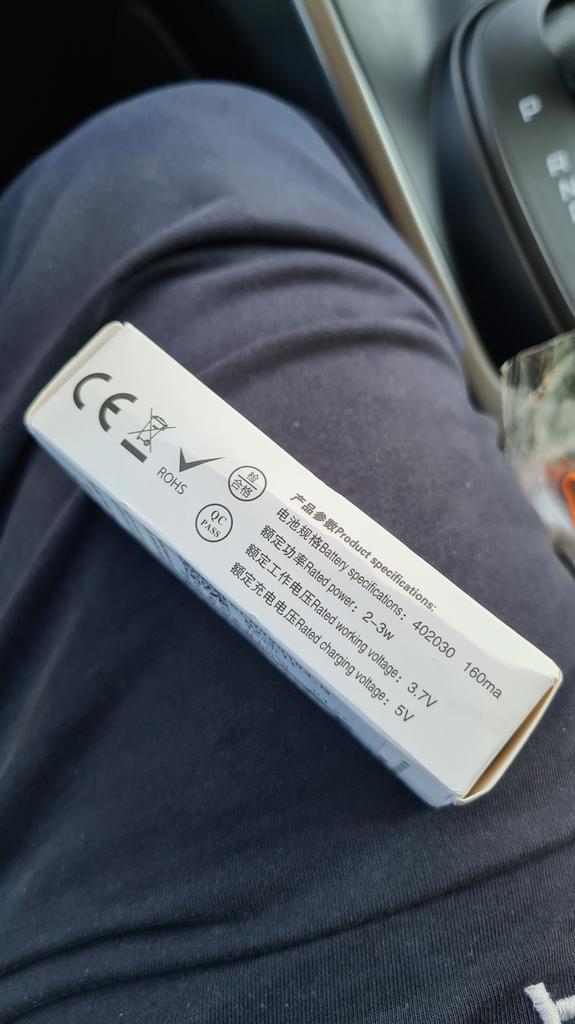 P
R
N
CE
ROHS
检
合格
QC
PASS
产品参数Product specifications:
电池规格Battery specifications: 402030 160ma
额定功率Rated power: 2-3w
额定工作电压Rated working voltage: 3.7V
额定充电电压Rated charging voltage: 5V